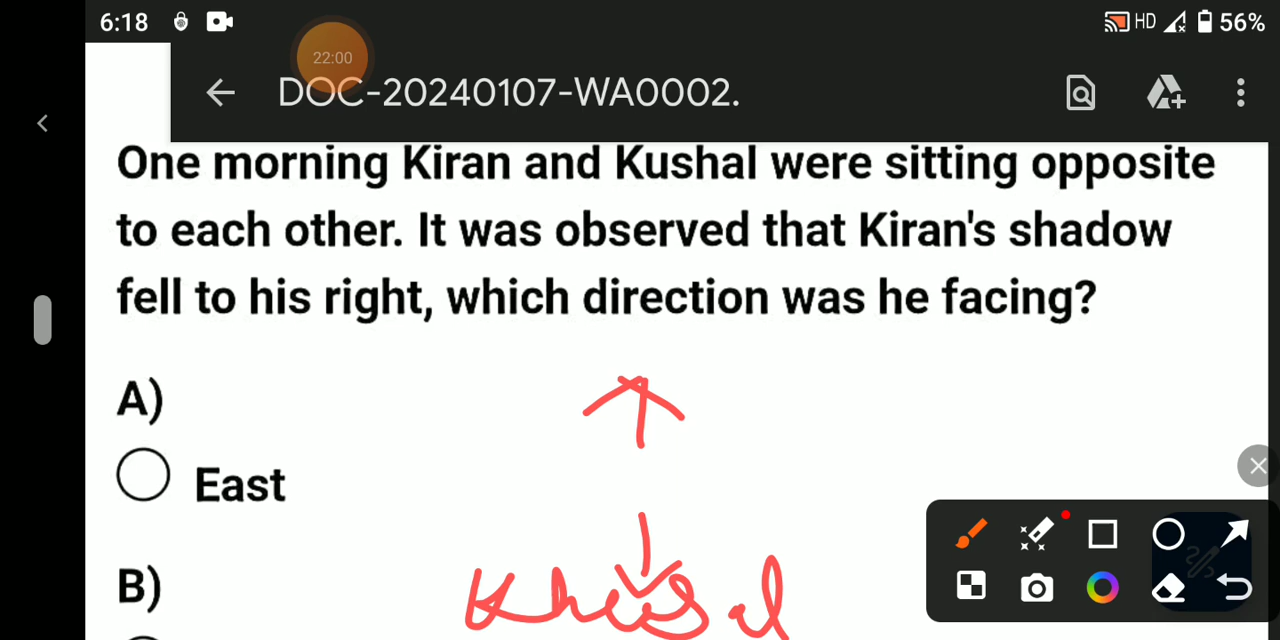 6:18 HD 56%
22:00
DOC-20240107-WA0002.
One morning Kiran and Kushal were sitting opposite
to each other. It was observed that Kiran's shadow
fell to his right, which direction was he facing?
A)
East
B)